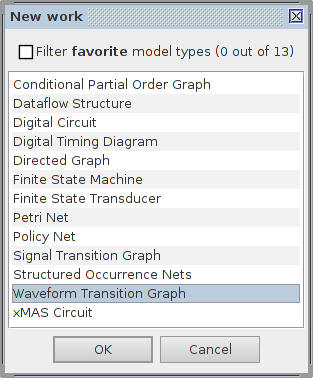 New work
Filter favorite model types (0 out of 13)
Conditional Partial Order Graph
Dataflow Structure
Digital Circuit
Digital Timing Diagram
Directed Graph
Finite State Machine
Finite State Transducer
Petri Net
Policy Net
Signal Transition Graph
Structured Occurrence Nets
Waveform Transition Graph
xMAS Circuit
OK Cancel